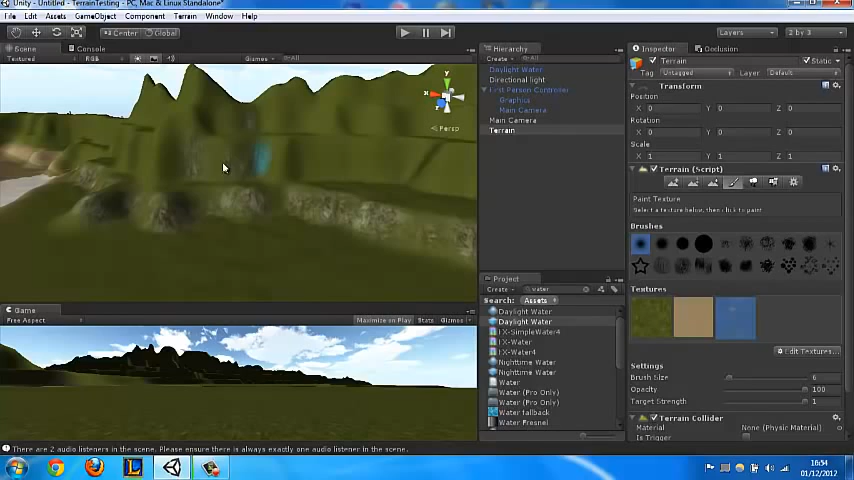 Unity - Untitled - TerrainTesting - PC, Mac & Linux Standalone*
File Edit Assets GameObject Component Terrain Window Help
Center Global Layers 2 by 3
Scene Console
Textured RGB Gizmos All
y
x
Persp
Game
Free Aspect Maximize on Play Stats Gizmos
Hierarchy
Create All
Daylight Water
Directional light
First Person Controller
Graphics
Main Camera
Main Camera
Terrain
Project
Create water
Search: Assets
Daylight Water
Daylight Water
FX-SimpleWater4
FX-Water
FX-Water4
Nighttime Water
Nighttime Water
Water
Water (Pro Only)
Water (Pro Only)
Water fallback
Water Fresnel
Inspector Occlusion
Terrain Static
Tag Untagged Layer Default
Transform
Position
X 0 Y 0 Z 0
Rotation
X 0 Y 0 Z 0
Scale
X 1 Y 1 Z 1
Terrain (Script)
Paint Texture
Select a texture below, then click to paint
Brushes
Textures
Edit Textures...
Settings
Brush Size 6
Opacity 100
Target Strength 1
Terrain Collider
Material None (Physic Material)
Is Trigger
There are 2 audio listeners in the scene. Please ensure there is always exactly one audio listener in the scene.
16:54
01/12/2012